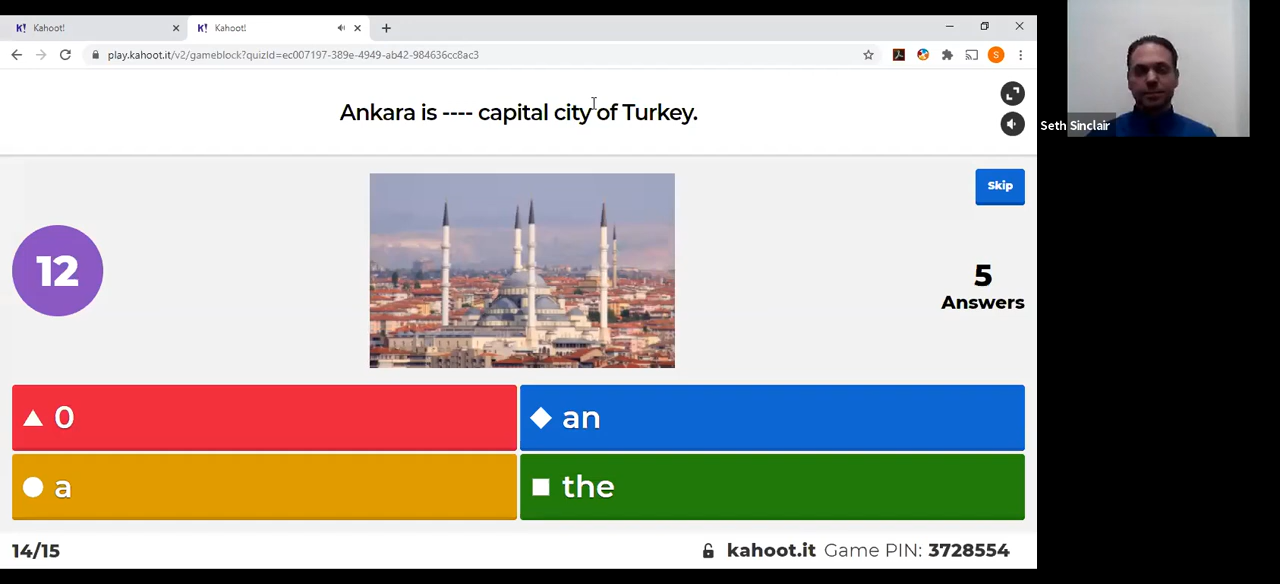 Kahoot!
Kahoot!
play.kahoot.it/v2/gameblock?quizId=ec007197-389e-4949-ab42-984636cc8ac3
S
Ankara is ---- capital city of Turkey.
Seth Sinclair
Skip
12
5
Answers
0
an
a
the
14/15
kahoot.it Game PIN: 3728554